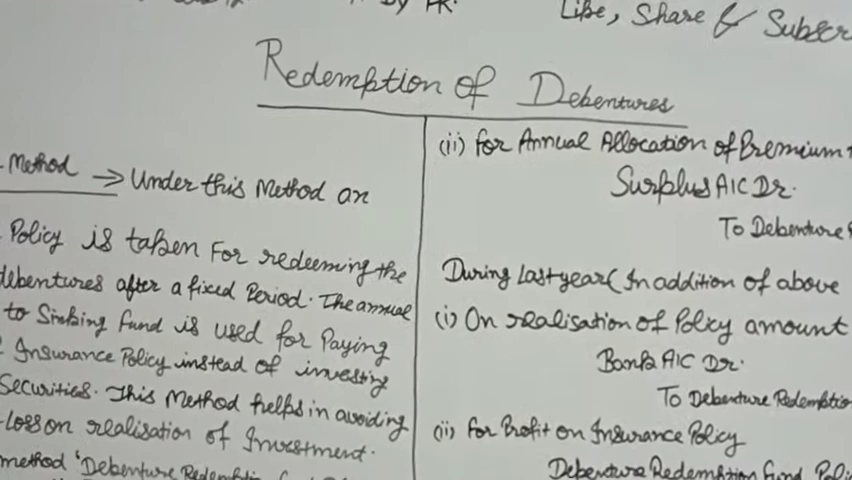 By PK.
Like, Share & Subscr
Redemption of Debentures
Method → Under this Method an
Policy is taken For redeeming the
debentures after a fixed Period. The annual
to Sinking fund is used for Paying
Insurance Policy instead of investing
Securities. This Method helps in avoiding
loss on realisation of Investment.
method 'Debenture Redemption
(ii) For Annual Allocation of Premium
Surplus A/C Dr.
To Debenture
During Last year (In addition of above
(i) On realisation of Policy amount
Bank A/C Dr.
To Debenture Redemptio
(ii) For Profit on Insurance Policy
Debenture Redemption Fund Poli